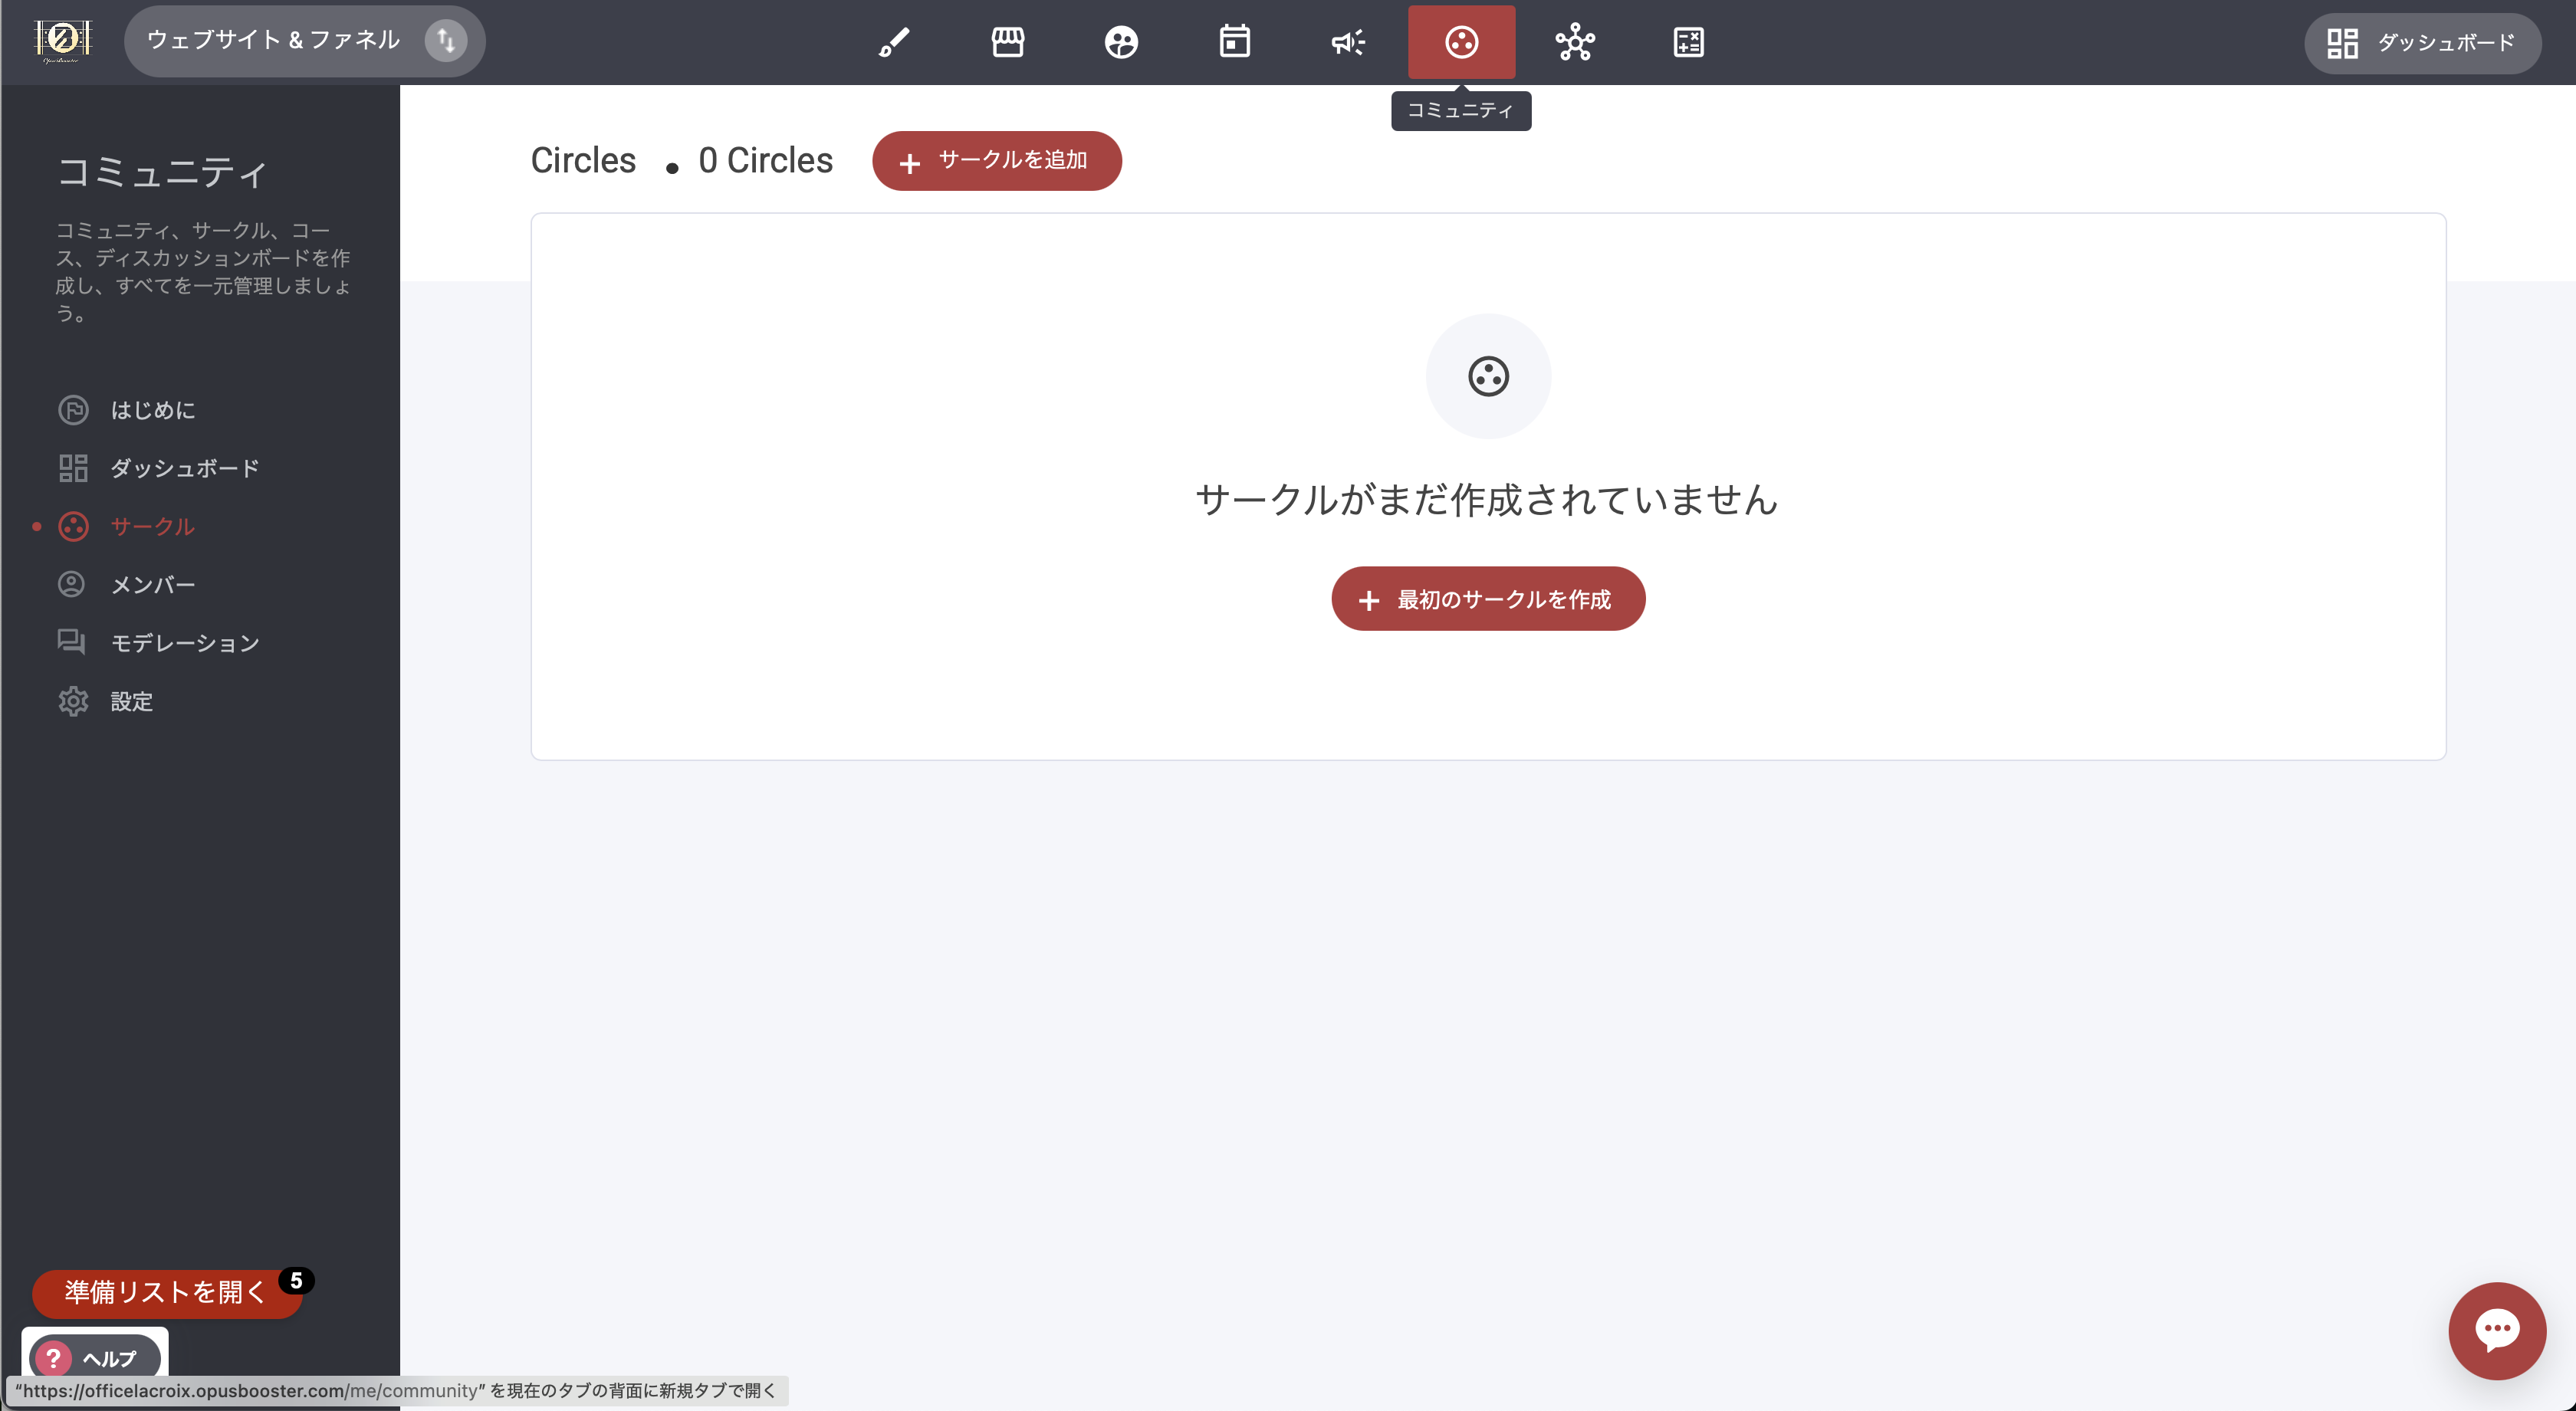 ウェブサイト & ファネル
ダッシュボード
コミュニティ
コミュニティ
コミュニティ、サークル、コー
ス、ディスカッションボードを作
成し、すべてを一元管理しましょ
う。
はじめに
ダッシュボード
サークル
メンバー
モデレーション
設定
準備リストを開く
5
? ヘルプ
Circles • 0 Circles
+ サークルを追加
サークルがまだ作成されていません
+ 最初のサークルを作成
“https://officelacroix.opusbooster.com/me/community” を現在のタブの背面に新規タブで開く